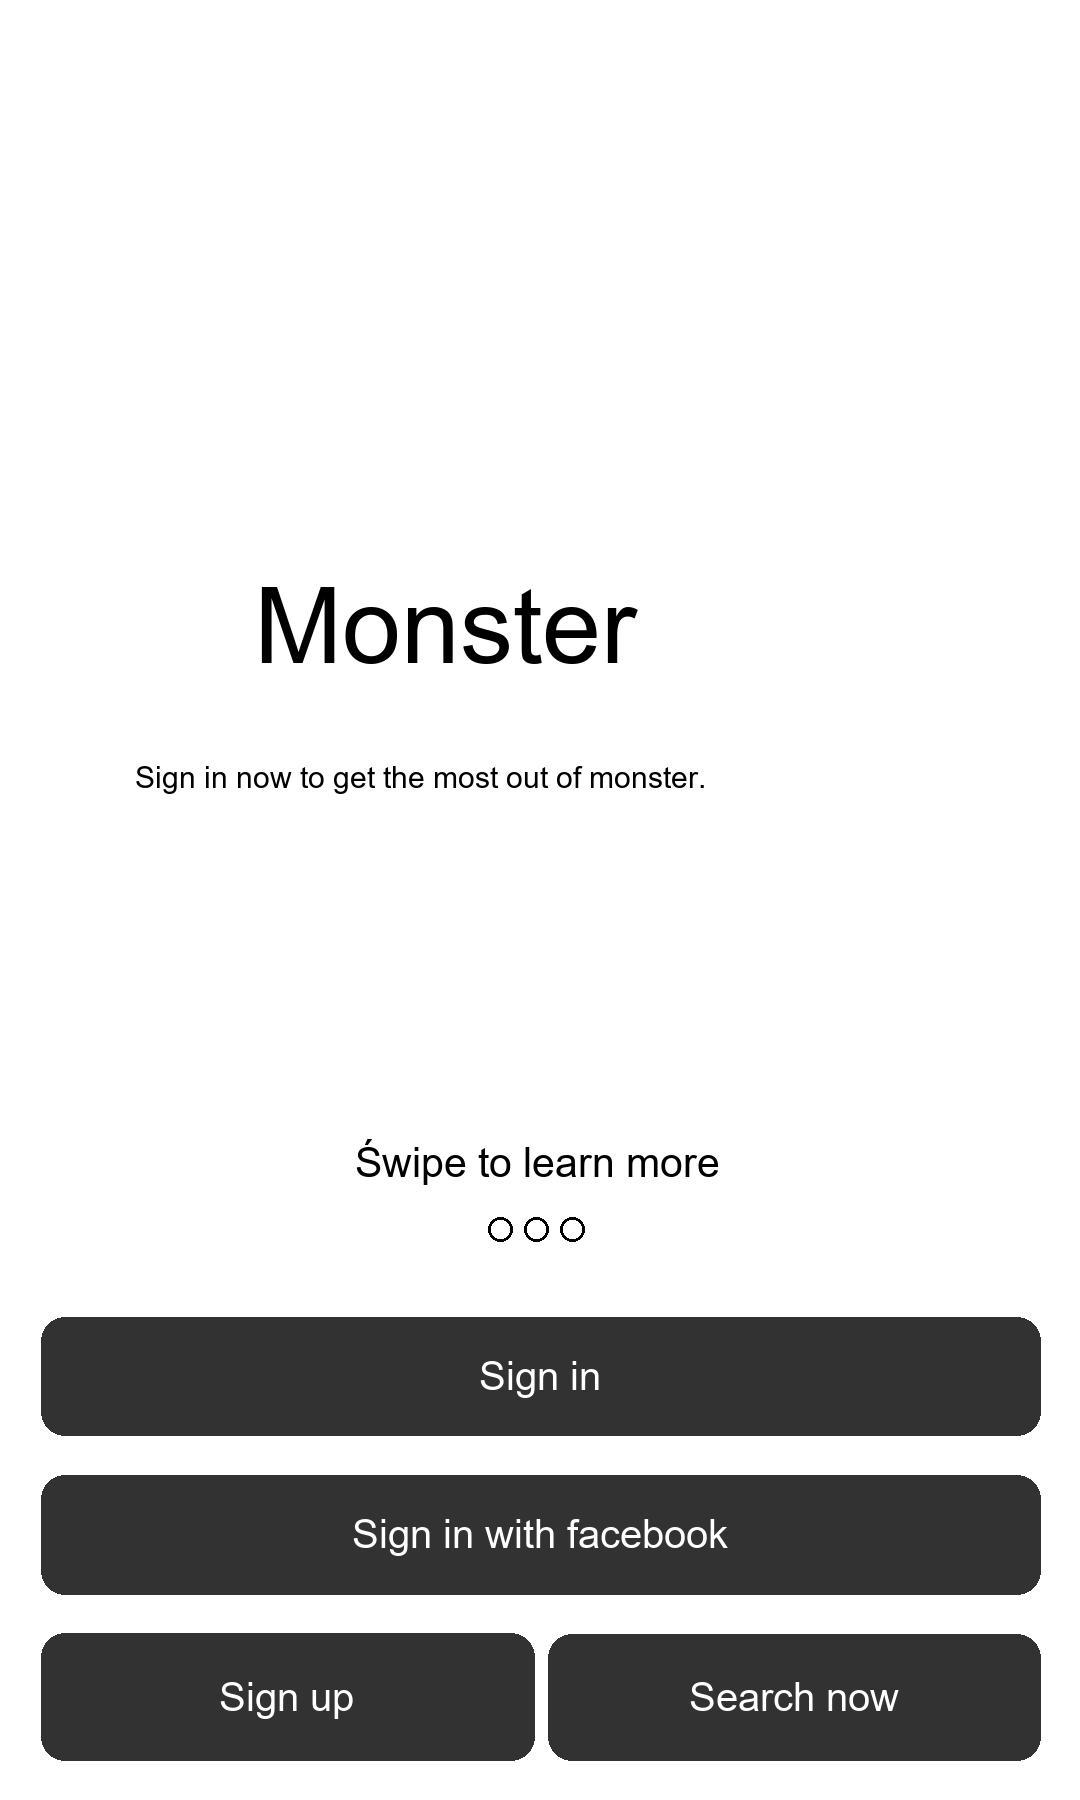 Monster
Sign in now to get the most out of monster.
Świpe to learn more
Sign in
Sign in with facebook
Sign up
Search now